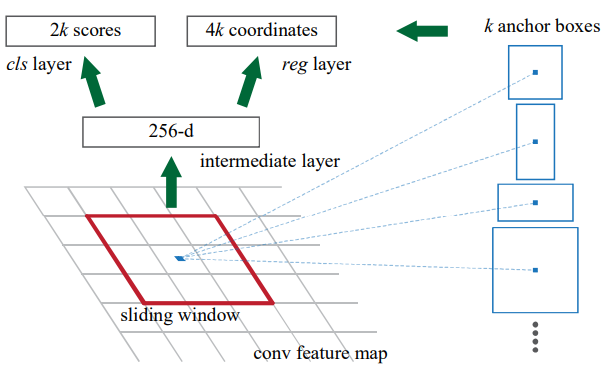 2k scores
4k coordinates
k anchor boxes
cls layer
reg layer
256-d
intermediate layer
sliding window
conv feature map